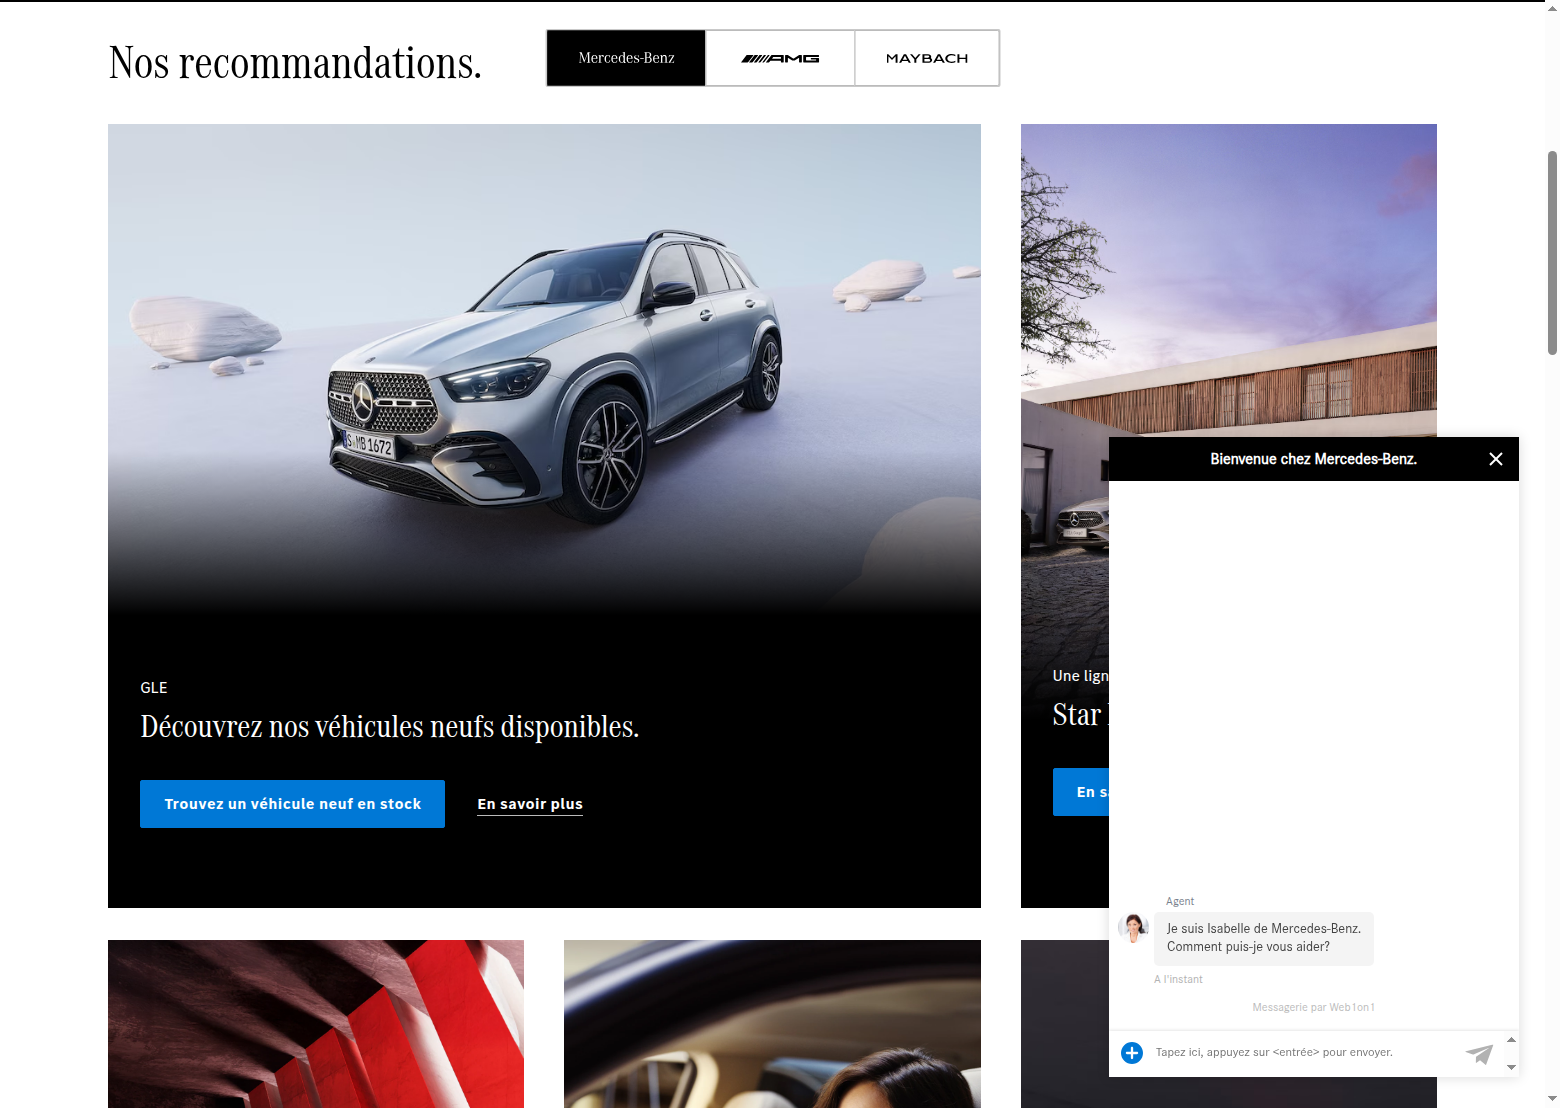 Nos recommandations.
Mercedes-Benz
AMG
MAYBACH
S MB 1672
GLE
Découvrez nos véhicules neufs disponibles.
Trouvez un véhicule neuf en stock
En savoir plus
Une lign
Star
En sa
Bienvenue chez Mercedes-Benz.
Agent
Je suis Isabelle de Mercedes-Benz.
Comment puis-je vous aider?
A l'instant
Messagerie par Web1on1
Tapez ici, appuyez sur <entrée> pour envoyer.